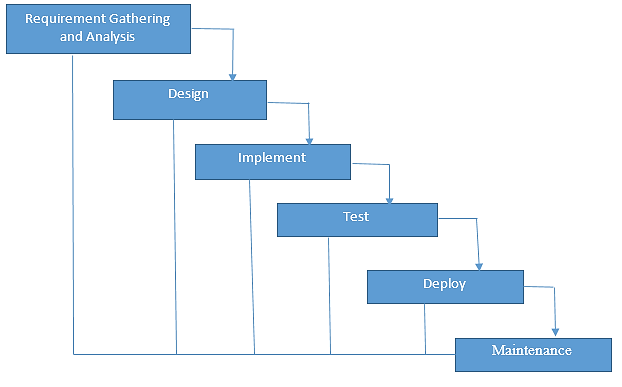 Requirement Gathering
and Analysis
Design
Implement
Test
Deploy
Maintenance